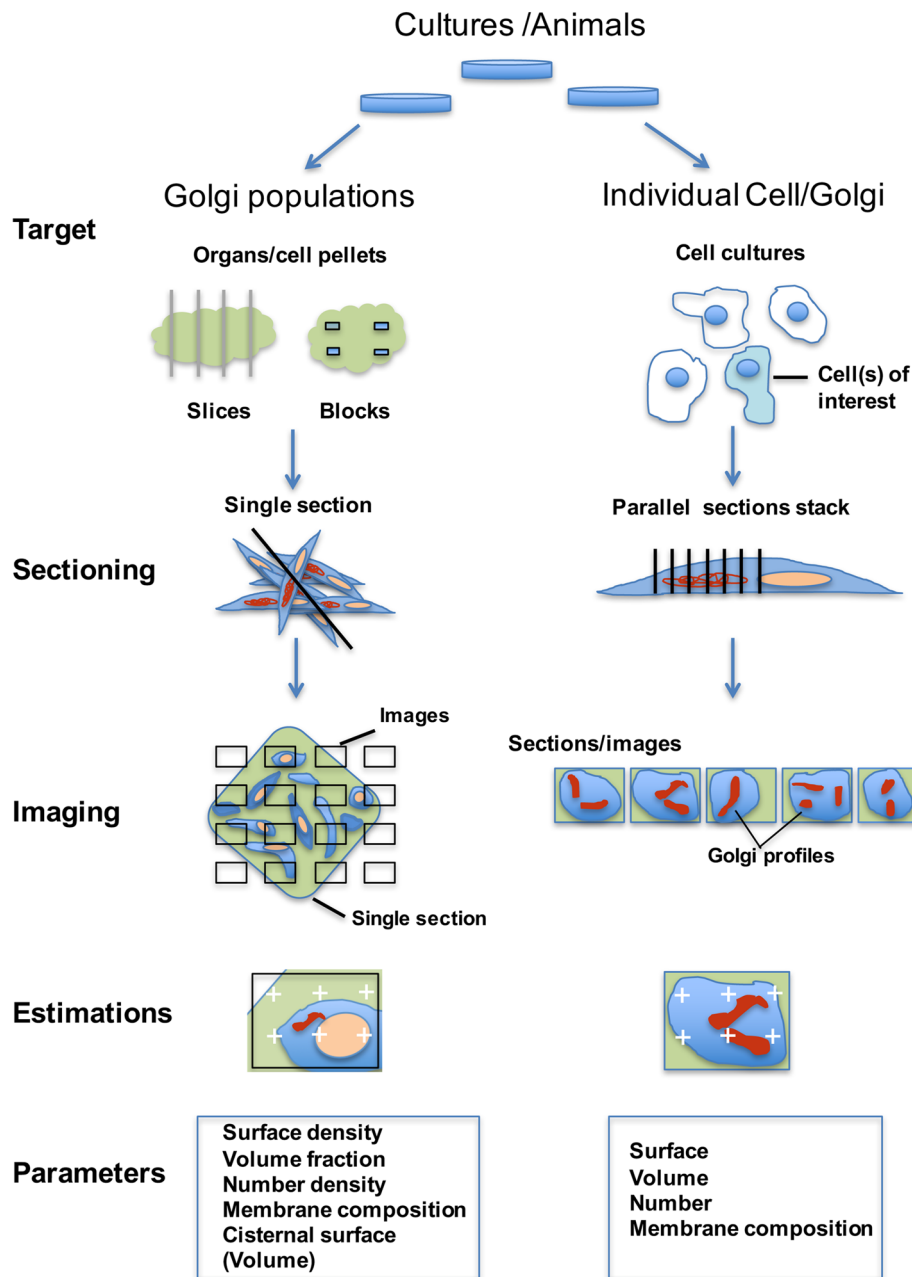 Cultures /Animals
Golgi populations
Individual Cell/Golgi
Target
Organs/cell pellets
Cell cultures
Cell(s) of
interest
Slices
Blocks
Single section
Parallel sections stack
Sectioning
Images
Sections/images
Imaging
Golgi profiles
Single section
Estimations
Parameters
Surface density
Volume fraction
Number density
Membrane composition
Cisternal surface
(Volume)
Surface
Volume
Number
Membrane composition